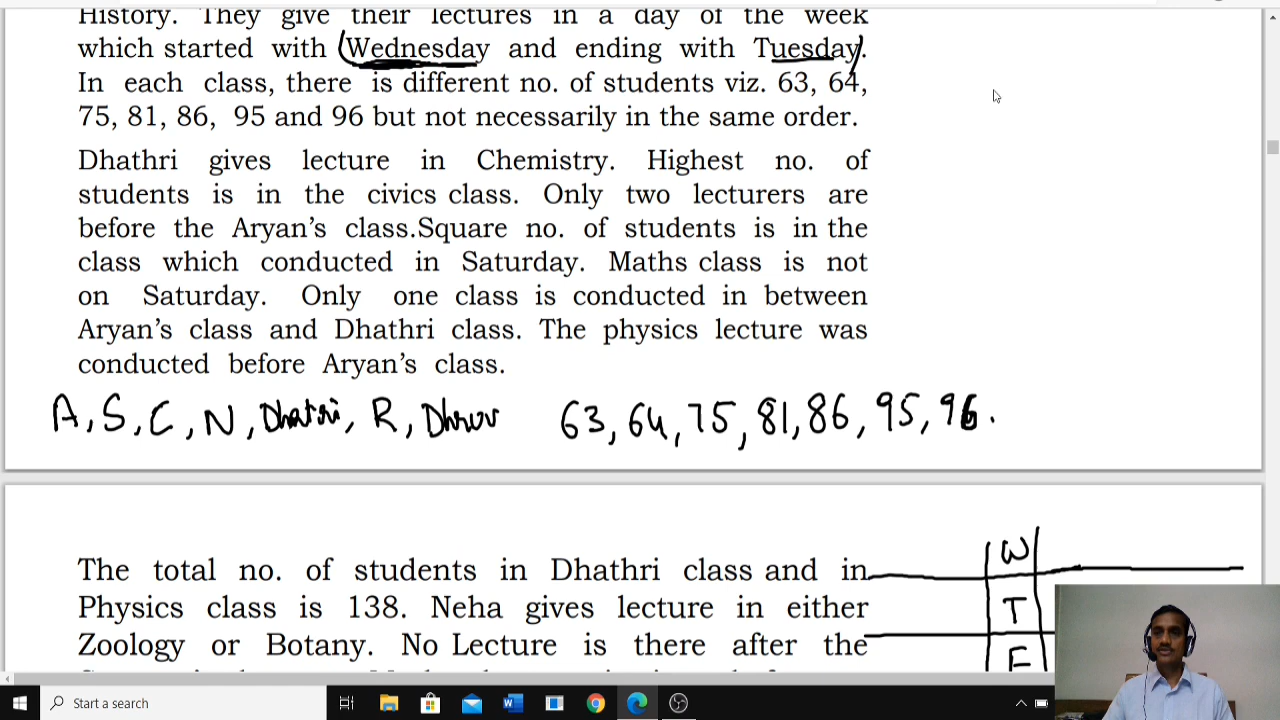 History. They give their lectures in a day of the week
which started with Wednesday and ending with Tuesday.
In each class, there is different no. of students viz. 63, 64,
75, 81, 86, 95 and 96 but not necessarily in the same order.
Dhathri gives lecture in Chemistry. Highest no. of
students is in the civics class. Only two lecturers are
before the Aryan's class.Square no. of students is in the
class which conducted in Saturday. Maths class is not
on Saturday. Only one class is conducted in between
Aryan's class and Dhathri class. The physics lecture was
conducted before Aryan's class.
A, S, C, N, Dhathri, R, Dhruv 63, 64, 75, 81, 86, 95, 96.
The total no. of students in Dhathri class and in
Physics class is 138. Neha gives lecture in either
Zoology or Botany. No Lecture is there after the
W
T
F
Start a search